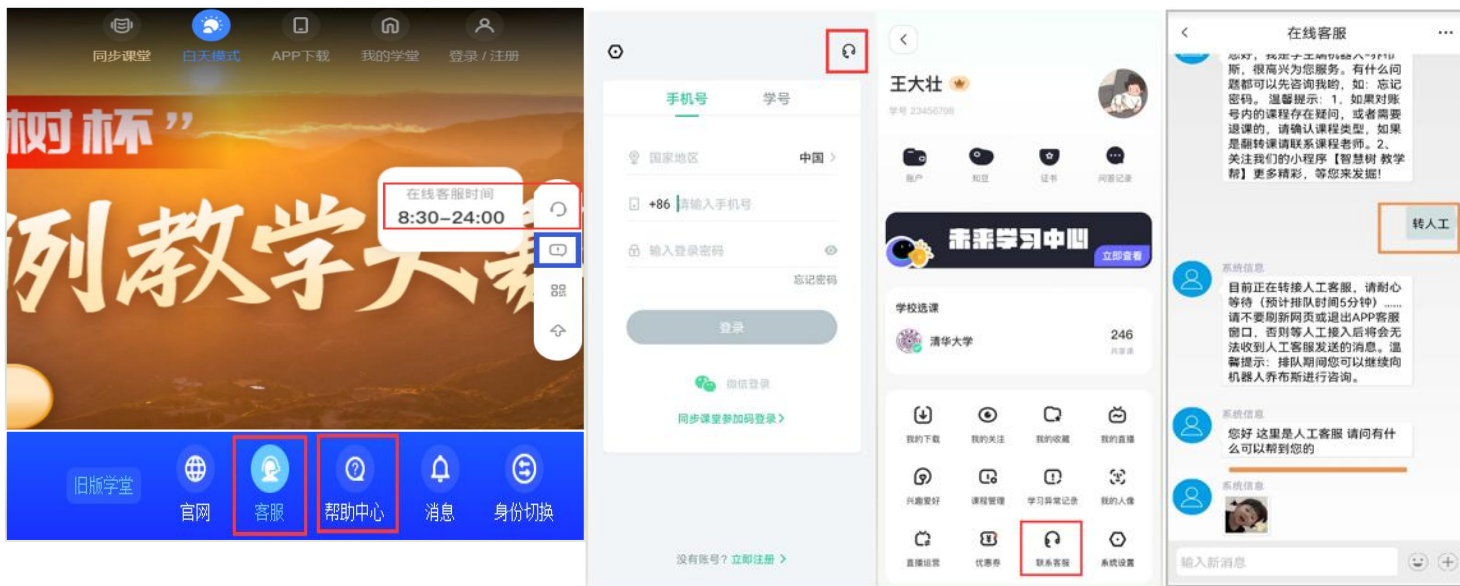 同步课堂
白天模式
APP下载
我的学堂
登录 / 注册
树杯”
例教学大赛
在线客服时间
8:30-24:00
旧版学堂
官网
客服
帮助中心
消息
身份切换
手机号
学号
国家地区
中国
+86 请输入手机号
输入登录密码
忘记密码
登录
微信登录
同步课堂参加码登录>
没有账号? 立即注册 >
王大壮
学号 23456798
账户
知豆
证书
问答记录
未来学习中心
立即查看
学校选课
清华大学
246
共享课
我的下载
我的关注
我的收藏
我的直播
兴趣爱好
课程管理
学习异常记录
我的人像
直播运营
优惠券
联系客服
系统设置
在线客服
您好，我是学生端机器人乔布
斯，很高兴为您服务。有什么问
题都可以先咨询我哟，如：忘记
密码。 温馨提示：1、如果对账
号内的课程存在疑问，或者需要
退课的，请确认课程类型，如果
是翻转课请联系课程老师。2、
关注我们的小程序【智慧树 教学
帮】更多精彩，等您来发掘!
转人工
系统信息
目前正在转接人工客服，请耐心
等待（预计排队时间5分钟）……
请不要刷新网页或退出APP客服
窗口，否则等人工接入后将会无
法收到人工客服发送的消息。温
馨提示：排队期间您可以继续向
机器人乔布斯进行咨询。
系统信息
您好 这里是人工客服 请问有什
么可以帮到您的
系统信息
输入新消息